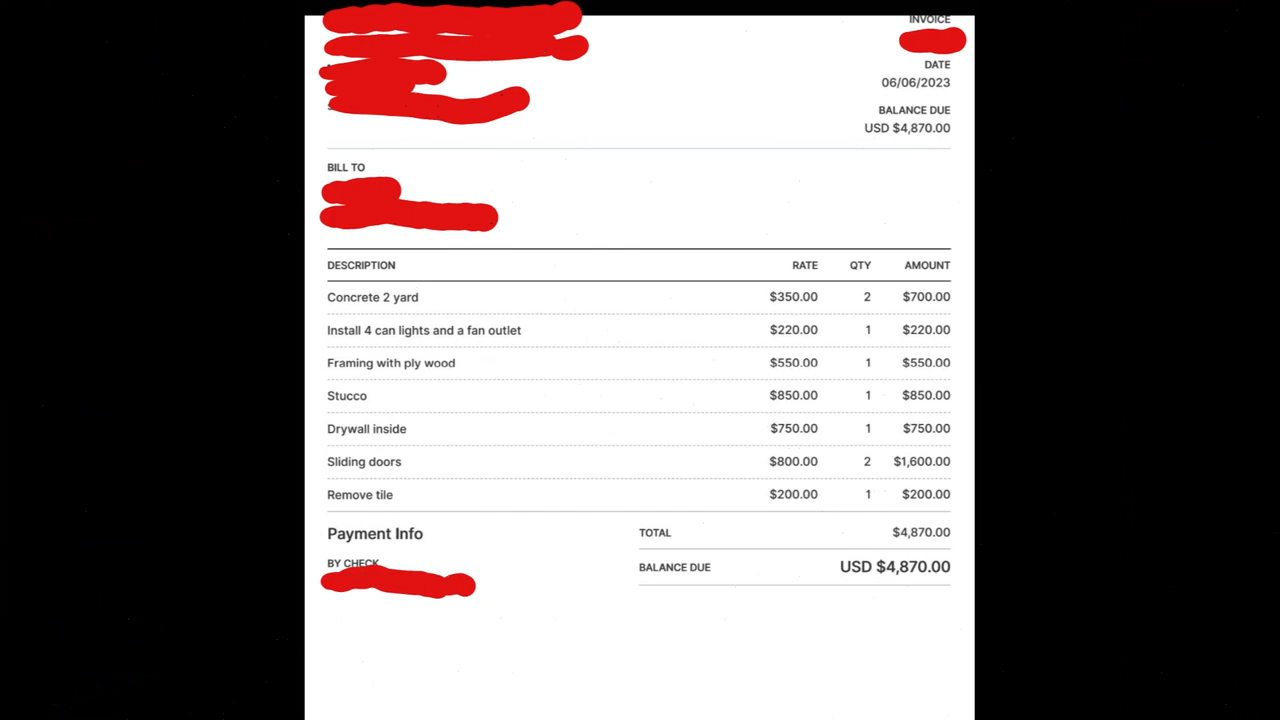 INVOICE
DATE
06/06/2023
BALANCE DUE
USD $4,870.00
BILL TO
DESCRIPTION RATE QTY AMOUNT
Concrete 2 yard $350.00 2 $700.00
Install 4 can lights and a fan outlet $220.00 1 $220.00
Framing with ply wood $550.00 1 $550.00
Stucco $850.00 1 $850.00
Drywall inside $750.00 1 $750.00
Sliding doors $800.00 2 $1,600.00
Remove tile $200.00 1 $200.00
Payment Info TOTAL $4,870.00
BY CHECK
BALANCE DUE USD $4,870.00